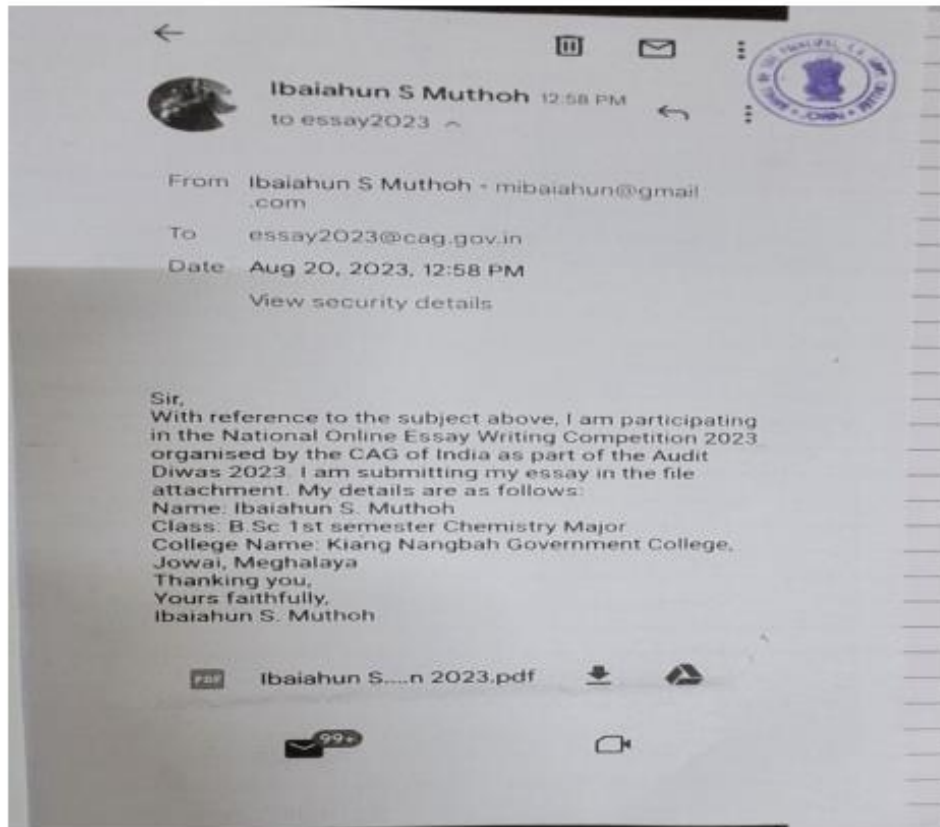 Ibaiahun S Muthoh 12:58 PM
to essay2023
From Ibaiahun S Muthoh - mibaiahun@gmail
.com
To essay2023@cag.gov.in
Date Aug 20, 2023, 12:58 PM
View security details
Sir,
With reference to the subject above, I am participating
in the National Online Essay Writing Competition 2023
organised by the CAG of India as part of the Audit
Diwas 2023. I am submitting my essay in the file
attachment. My details are as follows:
Name: Ibaiahun S. Muthoh
Class: B.Sc 1st semester Chemistry Major
College Name: Kiang Nangbah Government College,
Jowai, Meghalaya
Thanking you,
Yours faithfully,
Ibaiahun S. Muthoh
PDF Ibaiahun S....n 2023.pdf
99+